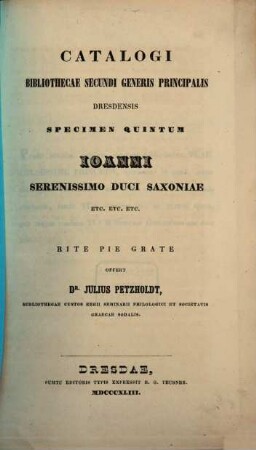 CATALOGI
BIBLIOTHECAE SECUNDI GENERIS PRINCIPALIS
DRESDENSIS
SPECIMEN QUINTUM
IOANNI
SERENISSIMO DUCI SAXONIAE
ETC. ETC. ETC.
RITE PIE GRATE
OFFERT
DR. JULIUS PETZHOLDT,
BIBLIOTHECAE CUSTOS REGII SEMINARII PHILOLOGICI ET SOCIETATIS
GRAECAE SODALIS.
DRESDAE,
SUMTU EDITORIS TYPIS EXPRESSIT B. G. TEUBNER.
MDCCCXLIII.